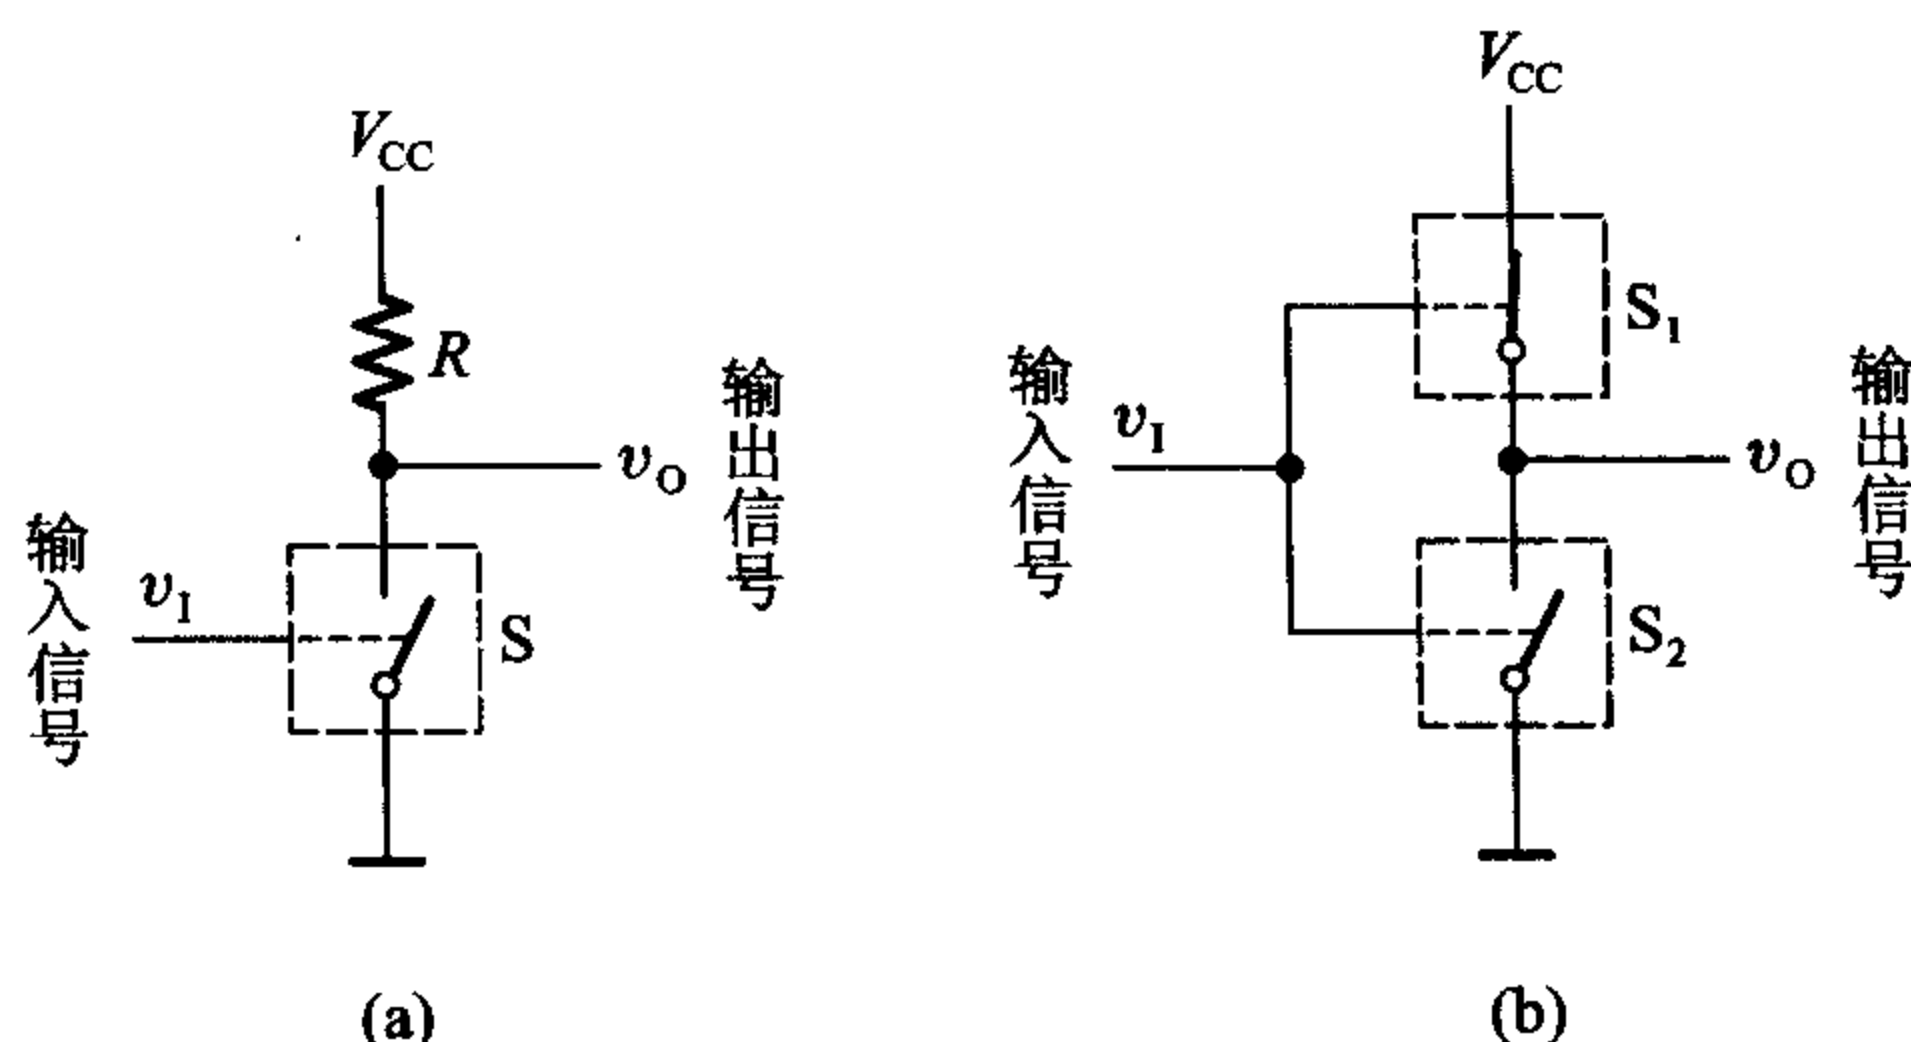 V_CC
R
v_O
输出信号
输入信号
v_I
S
(a)
V_CC
S_1
输入信号
v_I
v_O
输出信号
S_2
(b)